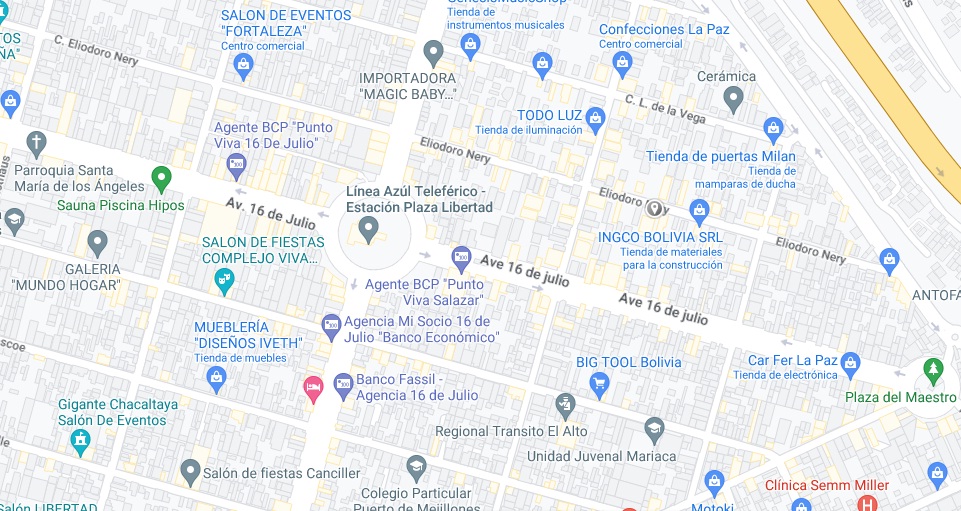 SALON DE EVENTOS
"FORTALEZA"
Centro comercial
Tienda de
instrumentos musicales
Confecciones La Paz
Centro comercial
C. Eliodoro Nery
IMPORTADORA
"MAGIC BABY...
Cerámica
C. L. de la Vega
TODO LUZ
Tienda de iluminación
Agente BCP "Punto
Viva 16 De Julio"
Eliodoro Nery
Tienda de puertas Milan
Tienda de
mamparas de ducha
Parroquia Santa
María de los Ángeles
Sauna Piscina Hipos
Línea Azúl Teleférico -
Estación Plaza Libertad
Av. 16 de Julio
Eliodoro Nery
INGCO BOLIVIA SRL
Tienda de materiales
para la construcción
Eliodoro Nery
SALON DE FIESTAS
COMPLEJO VIVA...
GALERIA
"MUNDO HOGAR"
Ave 16 de julio
Agente BCP "Punto
Viva Salazar"
Ave 16 de julio
ANTOFA
MUEBLERÍA
"DISEÑOS IVETH"
Tienda de muebles
Agencia Mi Socio 16 de
Julio "Banco Económico"
BIG TOOL Bolivia
Car Fer La Paz
Tienda de electrónica
Banco Fassil -
Agencia 16 de Julio
Plaza del Maestro
Gigante Chacaltaya
Salón De Eventos
Regional Transito El Alto
Unidad Juvenal Mariaca
Salón de fiestas Canciller
Colegio Particular
Puerto de Mejillones
Clínica Semm Miller
Motoki
Salón LIBERTAD